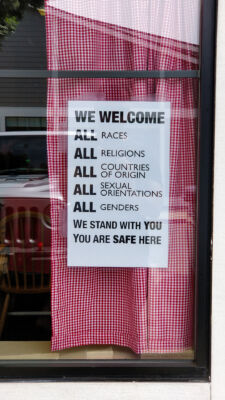 WE WELCOME
ALL RACES
ALL RELIGIONS
ALL COUNTRIES
OF ORIGIN
ALL SEXUAL
ORIENTATIONS
ALL GENDERS
WE STAND WITH YOU
YOU ARE SAFE HERE